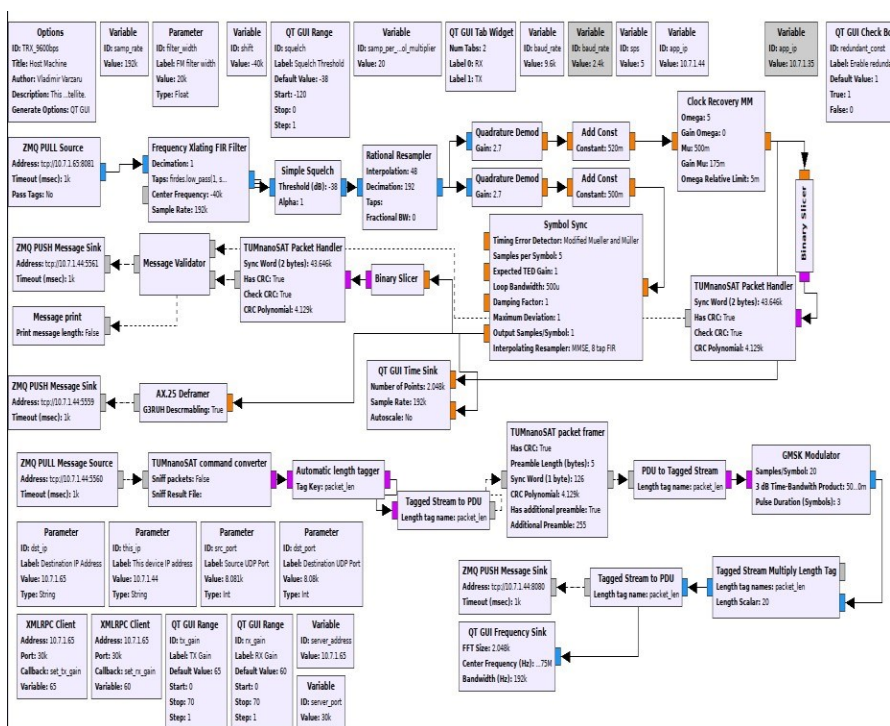 Options
ID: TRX_9600bps
Title: Host Machine
Author: Vladimir Varzaru
Description: This ...tellite.
Generate Options: QT GUI
Variable
ID: samp_rate
Value: 192k
Parameter
ID: filter_width
Label: FM filter width
Value: 20k
Type: Float
Variable
ID: shift
Value: -40k
QT GUI Range
ID: squelch
Label: Squelch Threshold
Default Value: -38
Start: -120
Stop: 0
Step: 1
Variable
ID: samp_per_...ol_multiplier
Value: 20
QT GUI Tab Widget
Num Tabs: 2
Label 0: RX
Label 1: TX
Variable
ID: baud_rate
Value: 9.6k
Variable
ID: baud_rate
Value: 2.4k
Variable
ID: sps
Value: 5
Variable
ID: app_ip
Value: 10.7.1.44
Variable
ID: app_ip
Value: 10.7.1.35
QT GUI Check Bo
ID: redundant_const
Label: Enable redunda
Default Value: 1
True: 1
False: 0
ZMQ PULL Source
Address: tcp://10.7.1.65:8081
Timeout (msec): 1k
Pass Tags: No
Frequency Xlating FIR Filter
Decimation: 1
Taps: firdes.low_pass(1, s...
Center Frequency: -40k
Sample Rate: 192k
Simple Squelch
Threshold (dB): -38
Alpha: 1
Rational Resampler
Interpolation: 48
Decimation: 192
Taps:
Fractional BW: 0
Quadrature Demod
Gain: 2.7
Add Const
Constant: 520m
Quadrature Demod
Gain: 2.7
Add Const
Constant: 500m
Clock Recovery MM
Omega: 5
Gain Omega: 0
Mu: 500m
Gain Mu: 175m
Omega Relative Limit: 5m
Binary Slicer
ZMQ PUSH Message Sink
Address: tcp://10.7.1.44:5561
Timeout (msec): 1k
Message Validator
TUMnanoSAT Packet Handler
Sync Word (2 bytes): 43.646k
Has CRC: True
Check CRC: True
CRC Polynomial: 4.129k
Binary Slicer
Symbol Sync
Timing Error Detector: Modified Mueller and Müller
Samples per Symbol: 5
Expected TED Gain: 1
Loop Bandwidth: 500u
Damping Factor: 1
Maximum Deviation: 1
Output Samples/Symbol: 1
Interpolating Resampler: MMSE, 8 tap FIR
TUMnanoSAT Packet Handler
Sync Word (2 bytes): 43.646k
Has CRC: True
Check CRC: True
CRC Polynomial: 4.129k
Message print
Print message length: False
QT GUI Time Sink
Number of Points: 2.048k
Sample Rate: 192k
Autoscale: No
ZMQ PUSH Message Sink
Address: tcp://10.7.1.44:5559
Timeout (msec): 1k
AX.25 Deframer
G3RUH Descrmabling: True
ZMQ PULL Message Source
Address: tcp://10.7.1.44:5560
Timeout (msec): 1k
TUMnanoSAT command converter
Sniff packets: False
Sniff Result File:
Automatic length tagger
Tag Key: packet_len
Tagged Stream to PDU
Length tag name: packet_len
TUMnanoSAT packet framer
Has CRC: True
Preamble Length (bytes): 5
Sync Word (1 byte): 126
CRC Polynomial: 4.129k
Has additional preamble: True
Additional Preamble: 255
PDU to Tagged Stream
Length tag name: packet_len
GMSK Modulator
Samples/Symbol: 20
3 dB Time-Bandwidth Product: 50...0m
Pulse Duration (Symbols): 3
Parameter
ID: dst_ip
Label: Destination IP Address
Value: 10.7.1.65
Type: String
Parameter
ID: this_ip
Label: This device IP address
Value: 10.7.1.44
Type: String
Parameter
ID: src_port
Label: Source UDP Port
Value: 8.081k
Type: Int
Parameter
ID: dst_port
Label: Destination UDP Port
Value: 8.08k
Type: Int
ZMQ PUSH Message Sink
Address: tcp://10.7.1.44:8080
Timeout (msec): 1k
Tagged Stream to PDU
Length tag name: packet_len
Tagged Stream Multiply Length Tag
Length tag names: packet_len
Length Scalar: 20
QT GUI Frequency Sink
FFT Size: 2.048k
Center Frequency (Hz): ...75M
Bandwidth (Hz): 192k
XMLRPC Client
Address: 10.7.1.65
Port: 30k
Callback: set_tx_gain
Variable: 65
XMLRPC Client
Address: 10.7.1.65
Port: 30k
Callback: set_rx_gain
Variable: 60
QT GUI Range
ID: tx_gain
Label: TX Gain
Default Value: 65
Start: 0
Stop: 70
Step: 1
QT GUI Range
ID: rx_gain
Label: RX Gain
Default Value: 60
Start: 0
Stop: 70
Step: 1
Variable
ID: server_address
Value: 10.7.1.65
Variable
ID: server_port
Value: 30k